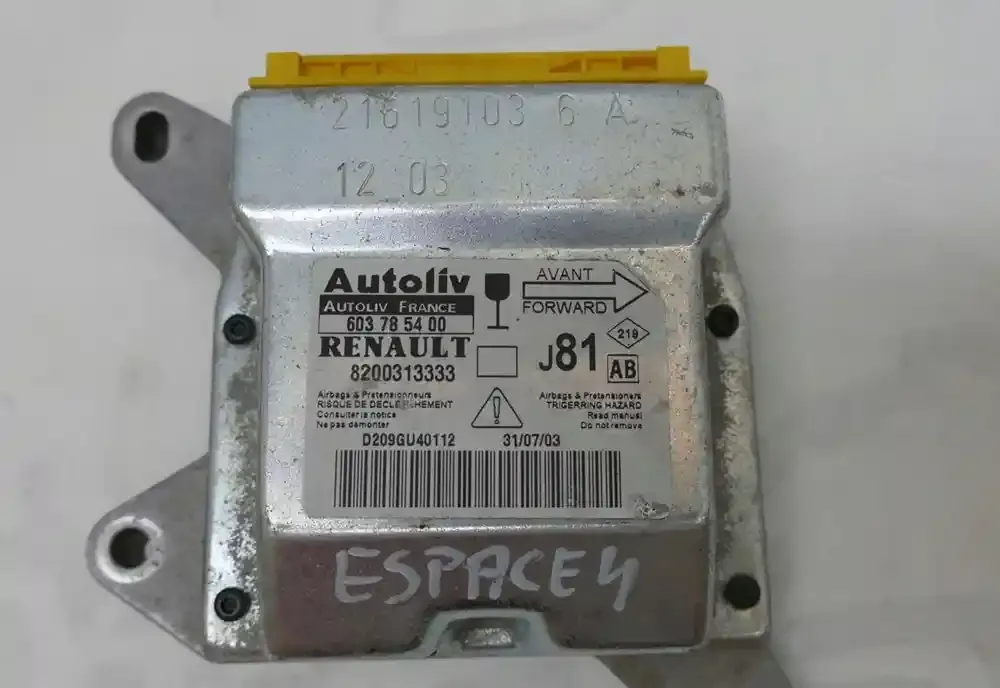 21619103 6 A
12 03
Autoliv
AUTOLIV FRANCE
603 78 54 00
RENAULT
8200313333
AVANT
FORWARD
J81
219
AB
Airbags & Pretensionneurs
RISQUE DE DECLENCHEMENT
Consulter la notice
Ne pas démonter
Airbags & Pretensioners
TRIGERRING HAZARD
Read manual
Do not remove
D209GU40112 31/07/03
ESPACE4